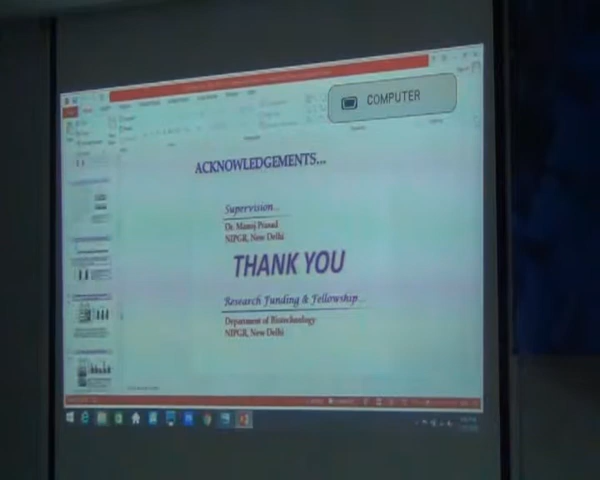 COMPUTER
ACKNOWLEDGEMENTS...
Supervision...
Dr. Manoj Prasad
NIPGR, New Delhi
THANK YOU
Research Funding & Fellowship...
Department of Biotechnology
NIPGR, New Delhi